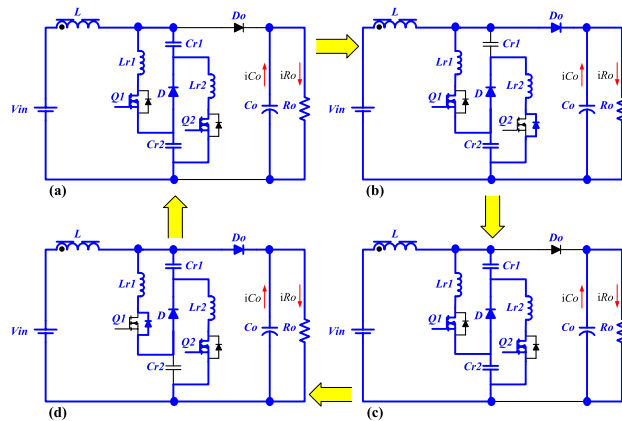 L
Do
Cr1
Lr1
iCo
iRo
Lr2
Q1
D
Vin
Co
Ro
Q2
Cr2
(a)
L
Do
Cr1
Lr1
iCo
iRo
Lr2
Q1
D
Vin
Co
Ro
Q2
Cr2
(b)
L
Do
Cr1
Lr1
iCo
iRo
Lr2
Q1
D
Vin
Co
Ro
Q2
Cr2
(d)
L
Do
Cr1
Lr1
iCo
iRo
Lr2
Q1
D
Vin
Co
Ro
Q2
Cr2
(c)